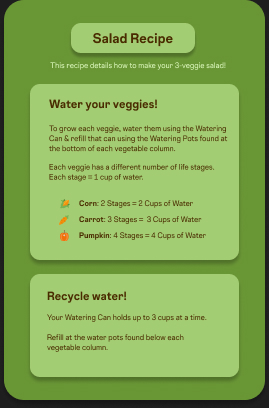 Salad Recipe
This recipe details how to make your 3-veggie salad!
Water your veggies!
To grow each veggie, water them using the Watering
Can & refill that can using the Watering Pots found at
the bottom of each vegetable column.
Each veggie has a different number of life stages.
Each stage = 1 cup of water.
Corn: 2 Stages = 2 Cups of Water
Carrot: 3 Stages = 3 Cups of Water
Pumpkin: 4 Stages = 4 Cups of Water
Recycle water!
Your Watering Can holds up to 3 cups at a time.
Refill at the water pots found below each
vegetable column.